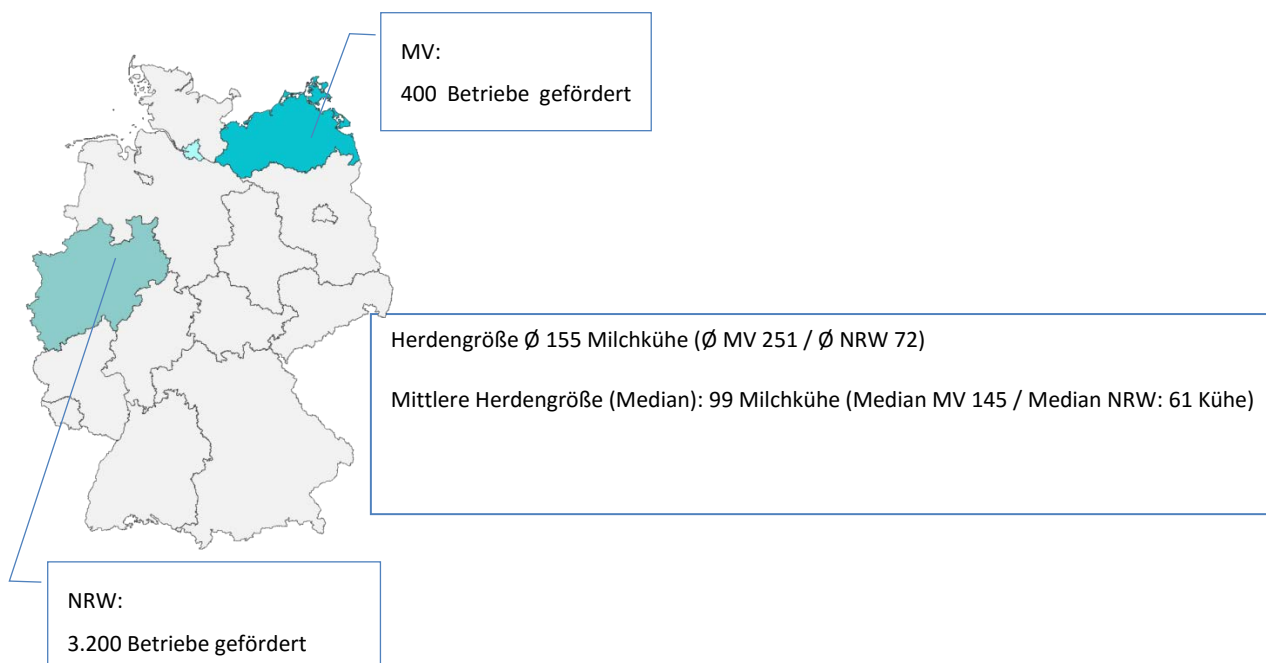 MV:
400 Betriebe gefördert
Herdengröße Ø 155 Milchkühe (Ø MV 251 / Ø NRW 72)
Mittlere Herdengröße (Median): 99 Milchkühe (Median MV 145 / Median NRW: 61 Kühe)
NRW:
3.200 Betriebe gefördert